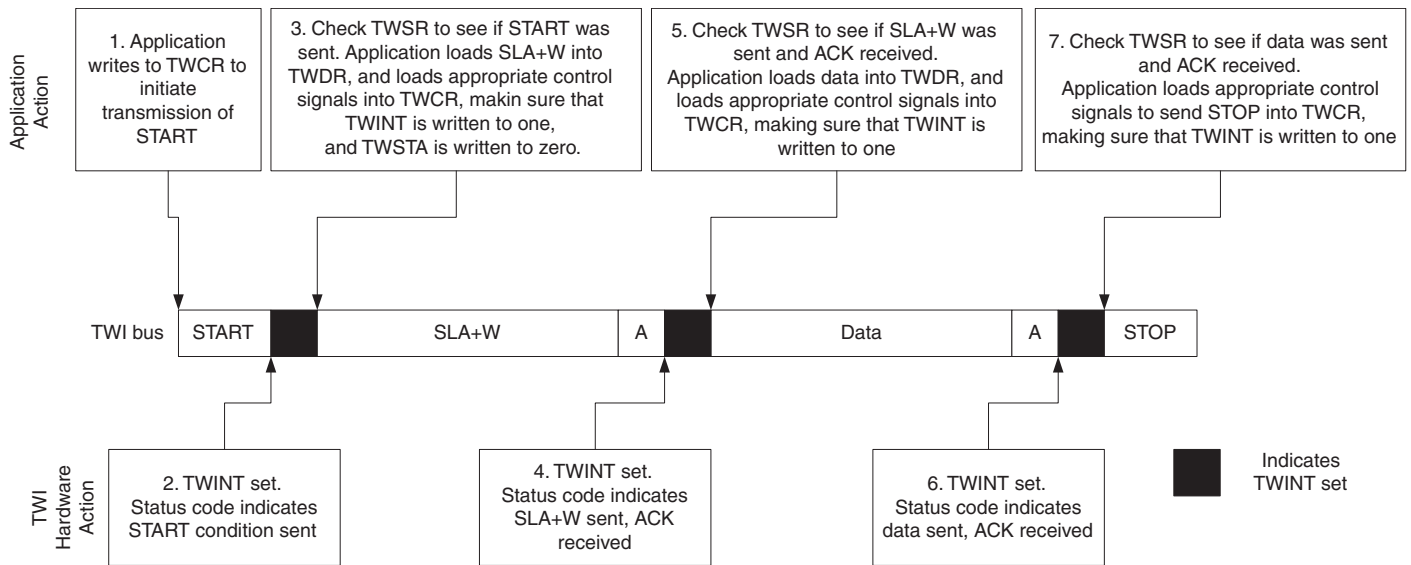 Application
Action
1. Application
writes to TWCR to
initiate
transmission of
START
3. Check TWSR to see if START was
sent. Application loads SLA+W into
TWDR, and loads appropriate control
signals into TWCR, makin sure that
TWINT is written to one,
and TWSTA is written to zero.
5. Check TWSR to see if SLA+W was
sent and ACK received.
Application loads data into TWDR, and
loads appropriate control signals into
TWCR, making sure that TWINT is
written to one
7. Check TWSR to see if data was sent
and ACK received.
Application loads appropriate control
signals to send STOP into TWCR,
making sure that TWINT is written to one
TWI bus
START
SLA+W
A
Data
A
STOP
TWI
Hardware
Action
2. TWINT set.
Status code indicates
START condition sent
4. TWINT set.
Status code indicates
SLA+W sent, ACK
received
6. TWINT set.
Status code indicates
data sent, ACK received
Indicates
TWINT set